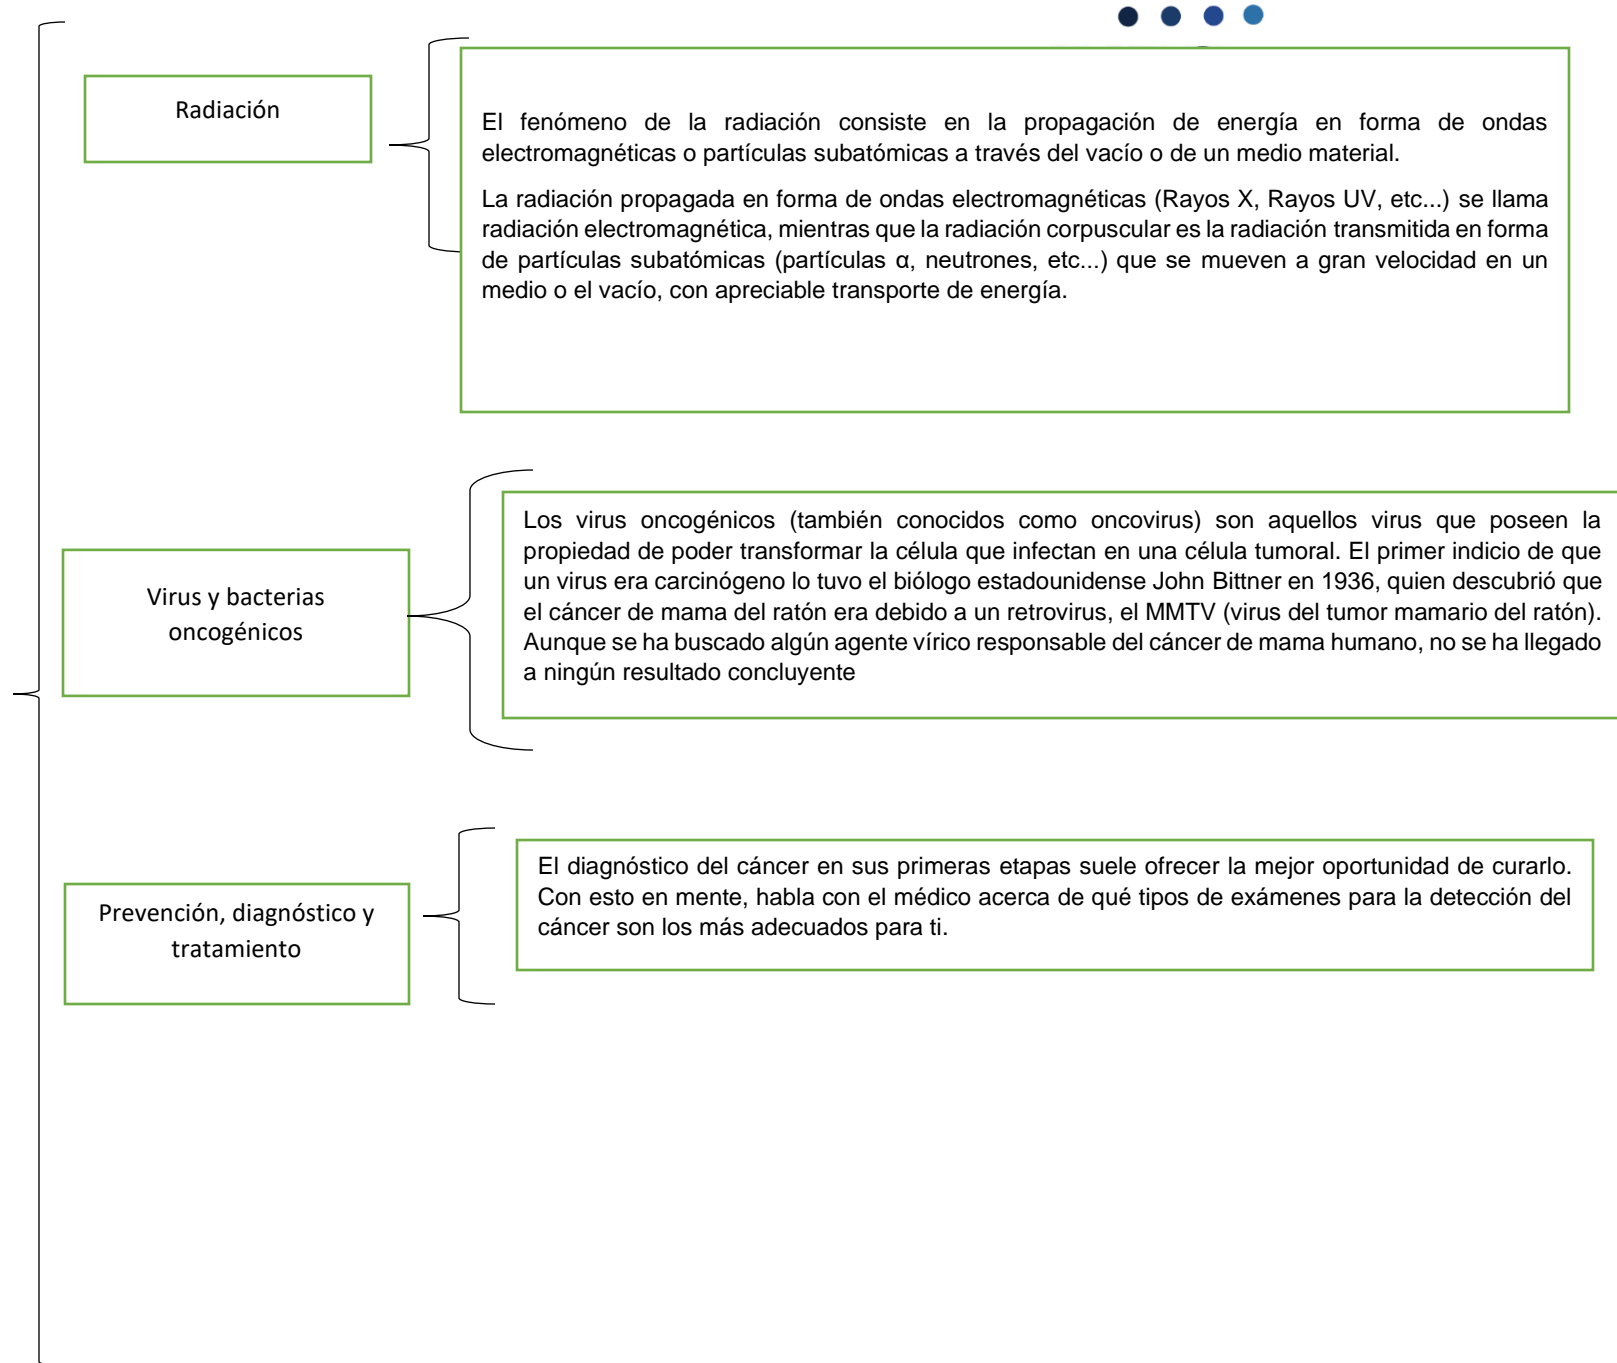 Radiación
El fenómeno de la radiación consiste en la propagación de energía en forma de ondas
electromagnéticas o partículas subatómicas a través del vacío o de un medio material.
La radiación propagada en forma de ondas electromagnéticas (Rayos X, Rayos UV, etc...) se llama
radiación electromagnética, mientras que la radiación corpuscular es la radiación transmitida en forma
de partículas subatómicas (partículas α, neutrones, etc...) que se mueven a gran velocidad en un
medio o el vacío, con apreciable transporte de energía.
Virus y bacterias
oncogénicos
Los virus oncogénicos (también conocidos como oncovirus) son aquellos virus que poseen la
propiedad de poder transformar la célula que infectan en una célula tumoral. El primer indicio de que
un virus era carcinógeno lo tuvo el biólogo estadounidense John Bittner en 1936, quien descubrió que
el cáncer de mama del ratón era debido a un retrovirus, el MMTV (virus del tumor mamario del ratón).
Aunque se ha buscado algún agente vírico responsable del cáncer de mama humano, no se ha llegado
a ningún resultado concluyente
Prevención, diagnóstico y
tratamiento
El diagnóstico del cáncer en sus primeras etapas suele ofrecer la mejor oportunidad de curarlo.
Con esto en mente, habla con el médico acerca de qué tipos de exámenes para la detección del
cáncer son los más adecuados para ti.